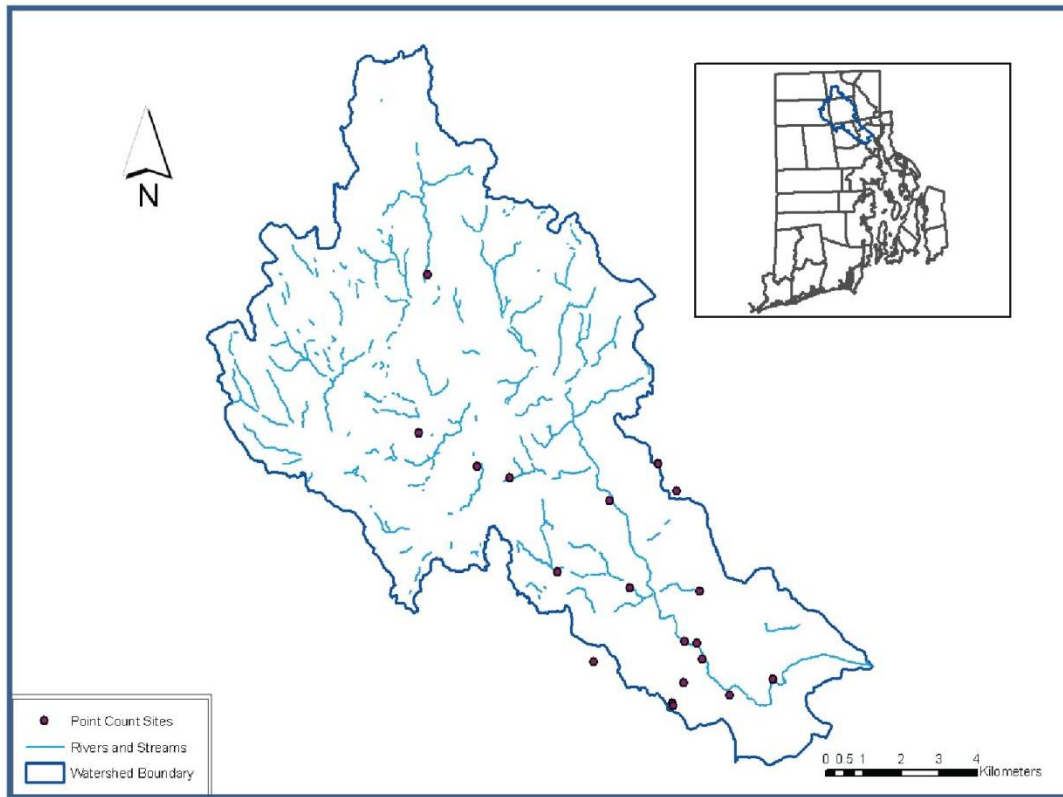 N
Point Count Sites
Rivers and Streams
Watershed Boundary
0 0.5 1 2 3 4
Kilometers